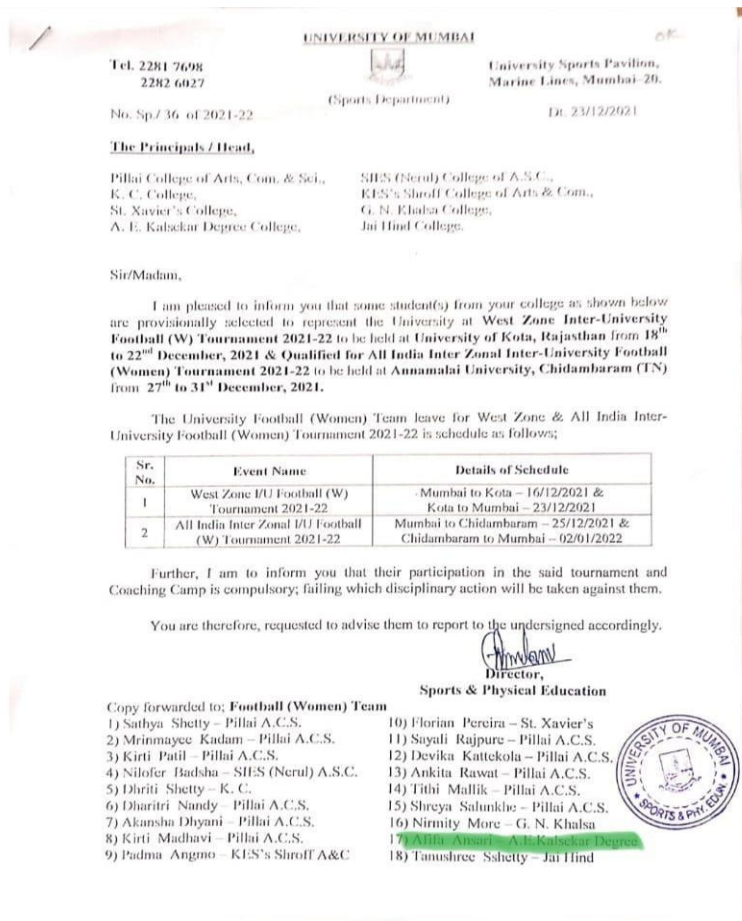 UNIVERSITY OF MUMBAI
OK
Tel. 2281 7698
2282 6027
University Sports Pavilion,
Marine Lines, Mumbai-20.
(Sports Department)
No. Sp./ 36 of 2021-22
Dt. 23/12/2021
The Principals / Head,
Pillai College of Arts, Com. & Sci.,
K. C. College,
St. Xavier's College,
A. E. Kalsekar Degree College,
SIES (Nerul) College of A.S.C.,
KES's Shroff College of Arts & Com.,
G. N. Khalsa College,
Jai Hind College.
Sir/Madam,
I am pleased to inform you that some student(s) from your college as shown below
are provisionally selected to represent the University at West Zone Inter-University
Football (W) Tournament 2021-22 to be held at University of Kota, Rajasthan from 18th
to 22nd December, 2021 & Qualified for All India Inter Zonal Inter-University Football
(Women) Tournament 2021-22 to be held at Annamalai University, Chidambaram (TN)
from 27th to 31st December, 2021.
The University Football (Women) Team leave for West Zone & All India Inter-
University Football (Women) Tournament 2021-22 is schedule as follows;
Sr. No. Event Name Details of Schedule
1 West Zone I/U Football (W) Tournament 2021-22 Mumbai to Kota – 16/12/2021 & Kota to Mumbai – 23/12/2021
2 All India Inter Zonal I/U Football (W) Tournament 2021-22 Mumbai to Chidambaram – 25/12/2021 & Chidambaram to Mumbai – 02/01/2022
Further, I am to inform you that their participation in the said tournament and
Coaching Camp is compulsory; failing which disciplinary action will be taken against them.
You are therefore, requested to advise them to report to the undersigned accordingly.
Director,
Sports & Physical Education
Copy forwarded to; Football (Women) Team
1) Sathya Shetty – Pillai A.C.S.
2) Mrinmayee Kadam – Pillai A.C.S.
3) Kirti Patil – Pillai A.C.S.
4) Nilofer Badsha – SIES (Nerul) A.S.C.
5) Dhriti Shetty – K. C.
6) Dharitri Nandy – Pillai A.C.S.
7) Akansha Dhyani – Pillai A.C.S.
8) Kirti Madhavi – Pillai A.C.S.
9) Padma Angmo – KES's Shroff A&C
10) Florian Pereira – St. Xavier's
11) Sayali Rajpure – Pillai A.C.S.
12) Devika Kattekola – Pillai A.C.S.
13) Ankita Rawat – Pillai A.C.S.
14) Tithi Mallik – Pillai A.C.S.
15) Shreya Salunkhe – Pillai A.C.S.
16) Nirmity More – G. N. Khalsa
17) Afifa Ansari – A.E.Kalsekar Degree
18) Tanushree Sshetty – Jai Hind
UNIVERSITY OF MUMBAI
SPORTS & PHY. EDUN.